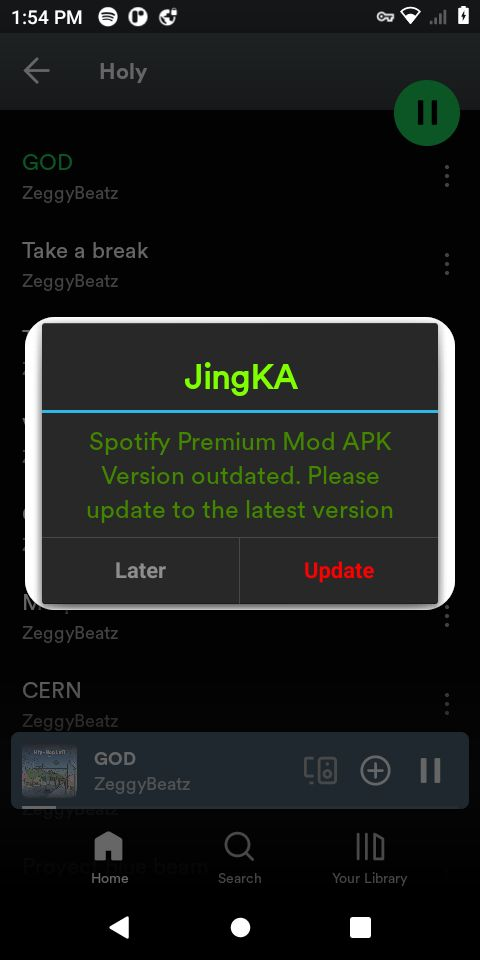 1:54 PM
Holy
GOD
ZeggyBeatz
Take a break
ZeggyBeatz
JingKA
Spotify Premium Mod APK
Version outdated. Please
update to the latest version
Later
Update
ZeggyBeatz
CERN
ZeggyBeatz
GOD
ZeggyBeatz
Home
Search
Your Library